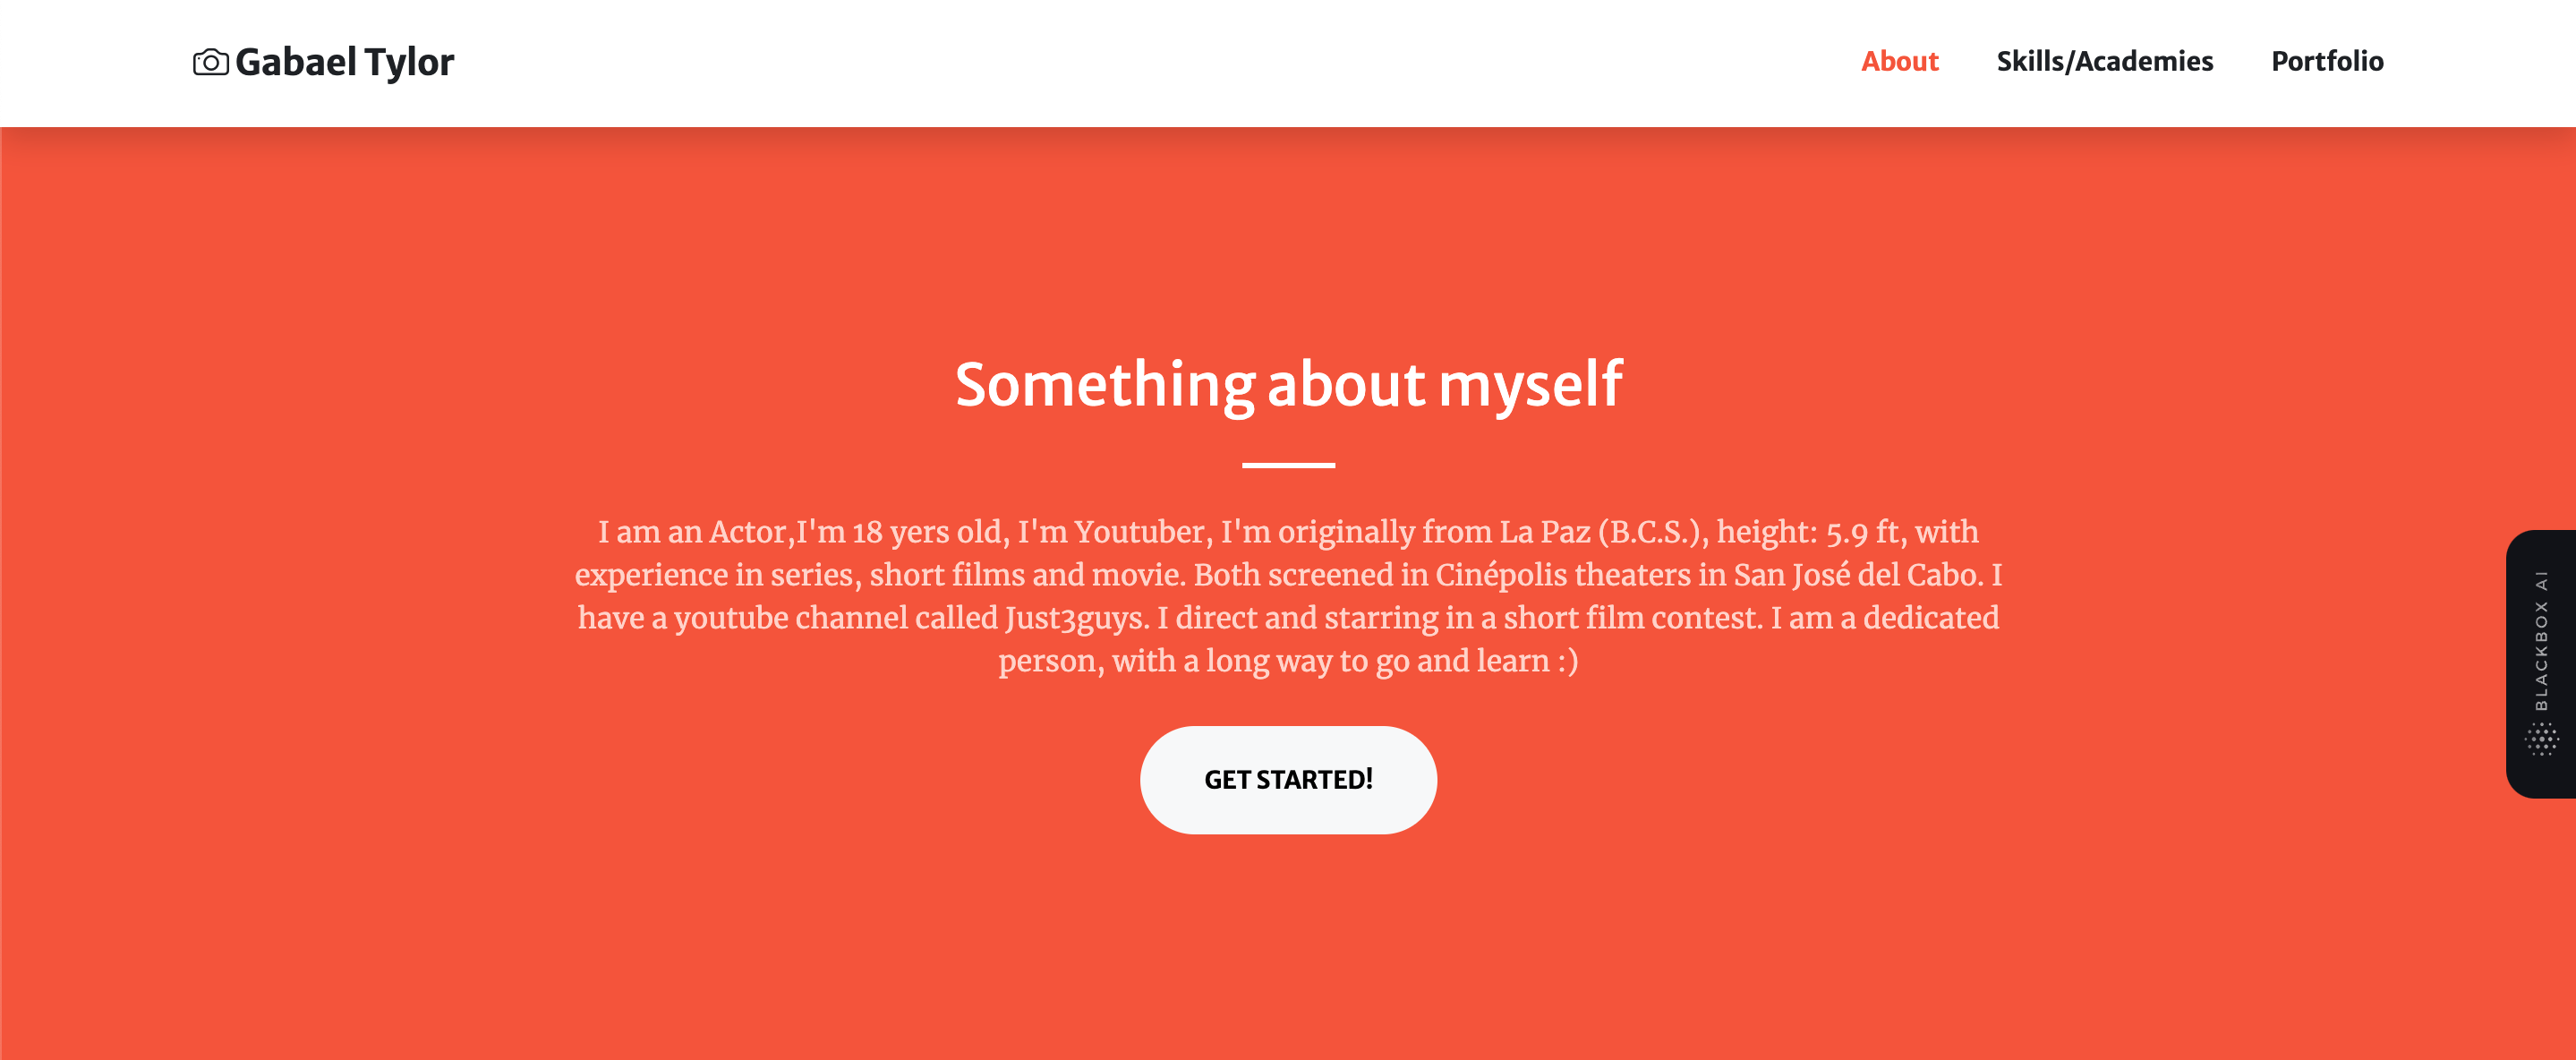 Gabael Tylor
About Skills/Academies Portfolio
Something about myself
I am an Actor,I'm 18 yers old, I'm Youtuber, I'm originally from La Paz (B.C.S.), height: 5.9 ft, with
experience in series, short films and movie. Both screened in Cinépolis theaters in San José del Cabo. I
have a youtube channel called Just3guys. I direct and starring in a short film contest. I am a dedicated
person, with a long way to go and learn :)
GET STARTED!
BLACKBOX AI